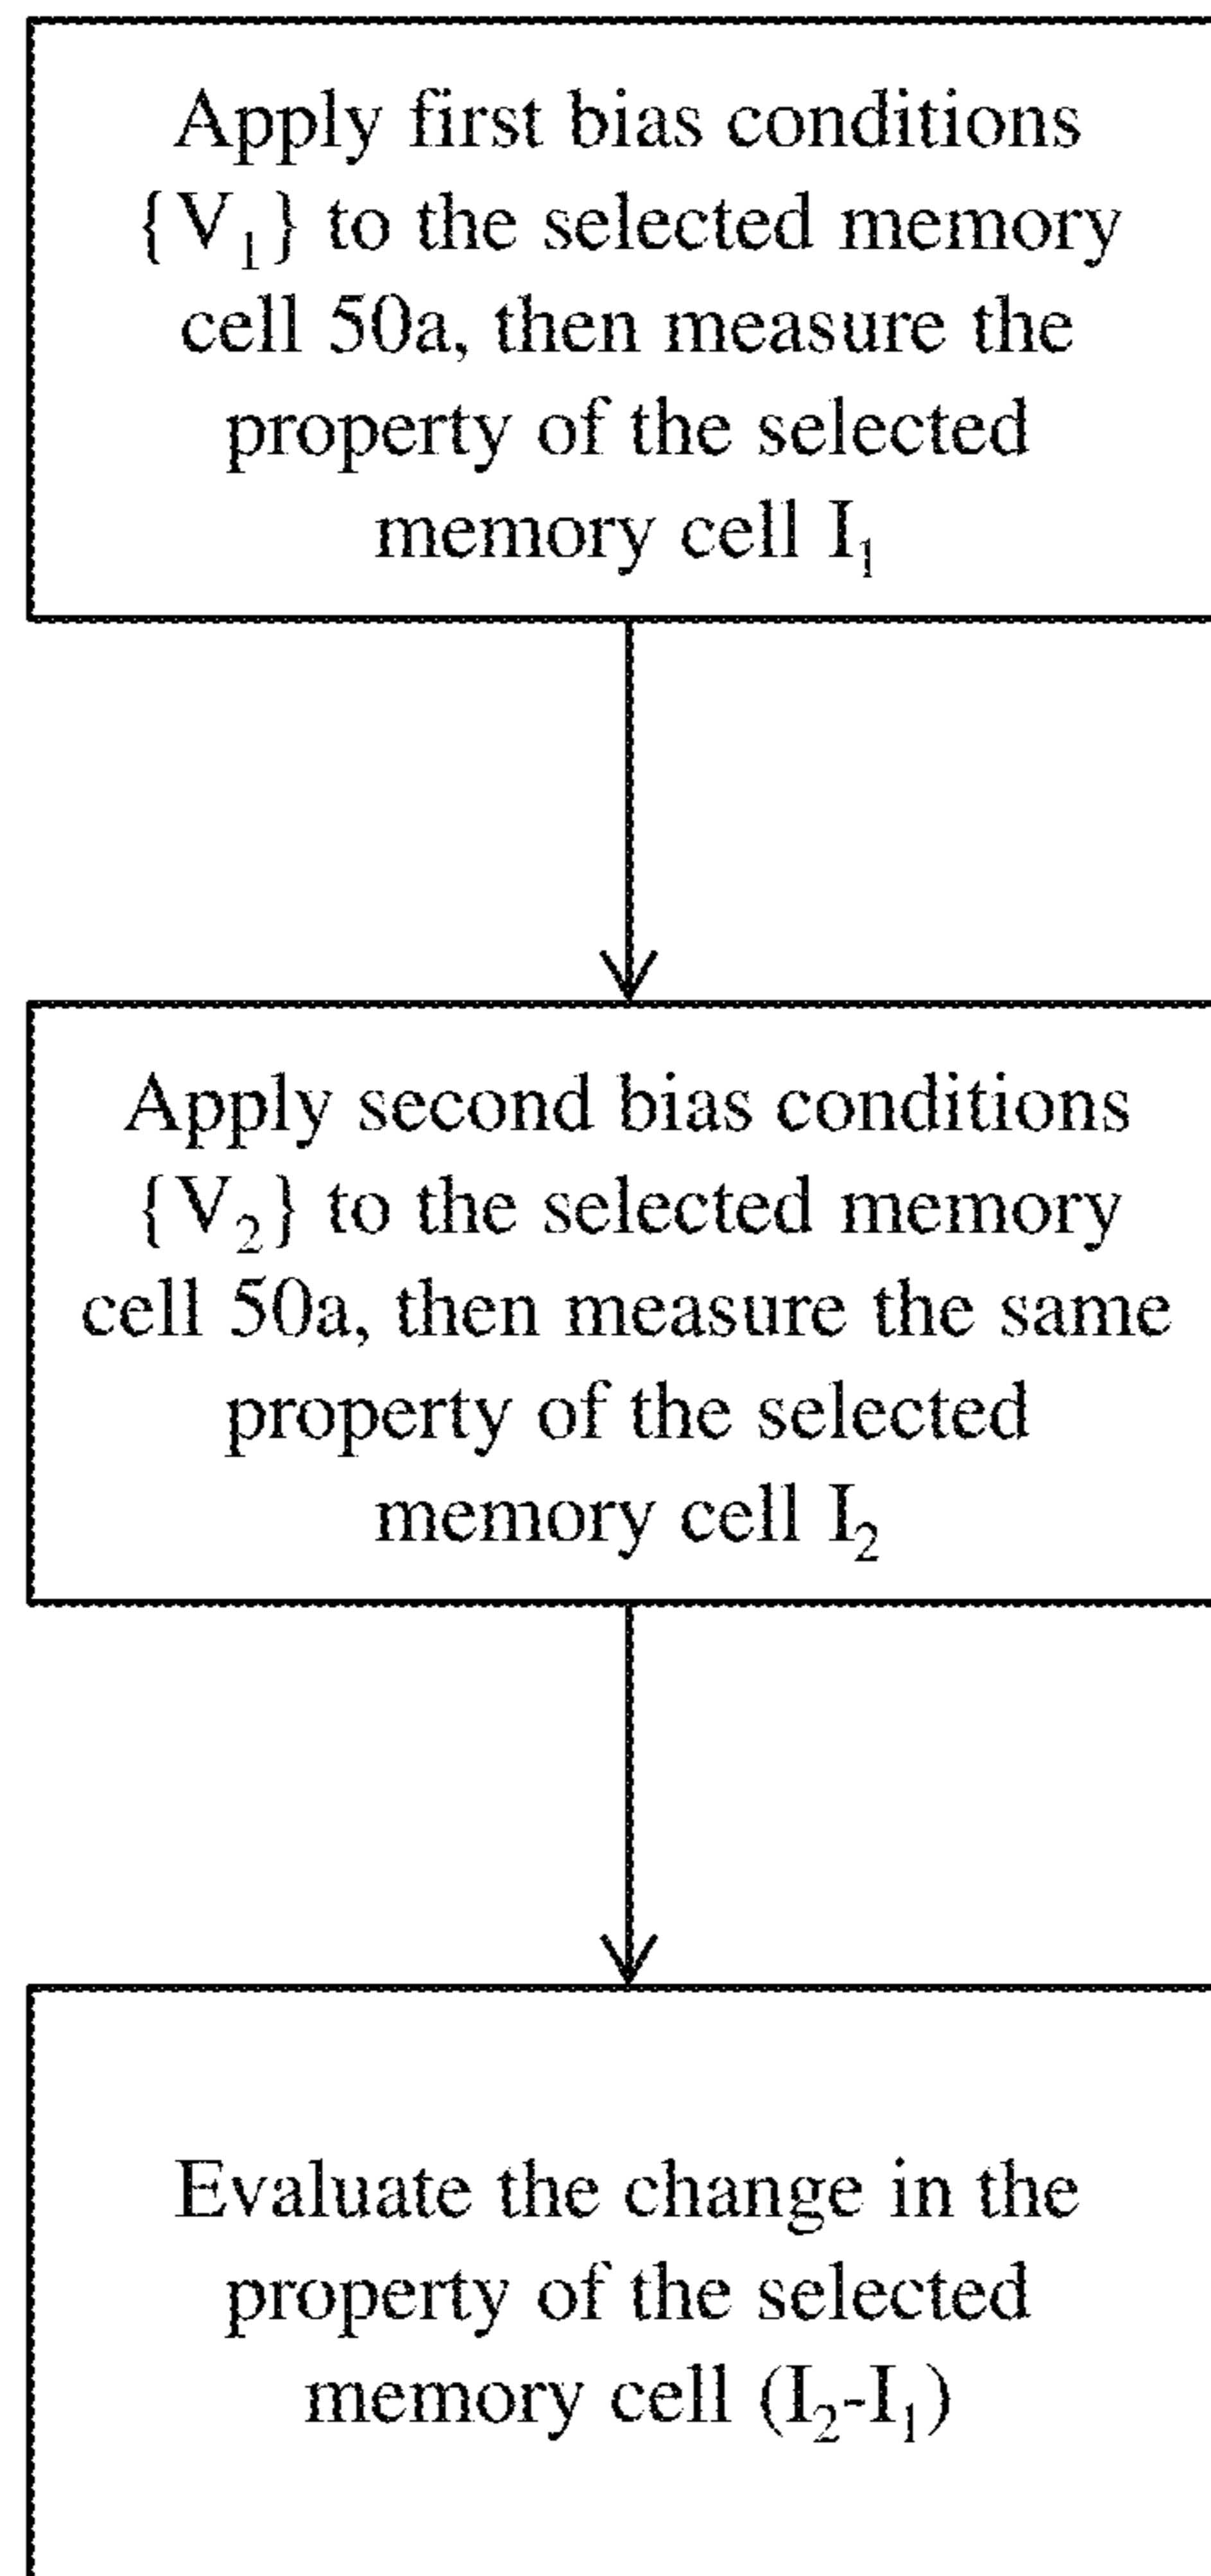 Apply first bias conditions
{V₁} to the selected memory
cell 50a, then measure the
property of the selected
memory cell I₁
Apply second bias conditions
{V₂} to the selected memory
cell 50a, then measure the same
property of the selected
memory cell I₂
Evaluate the change in the
property of the selected
memory cell (I₂-I₁)